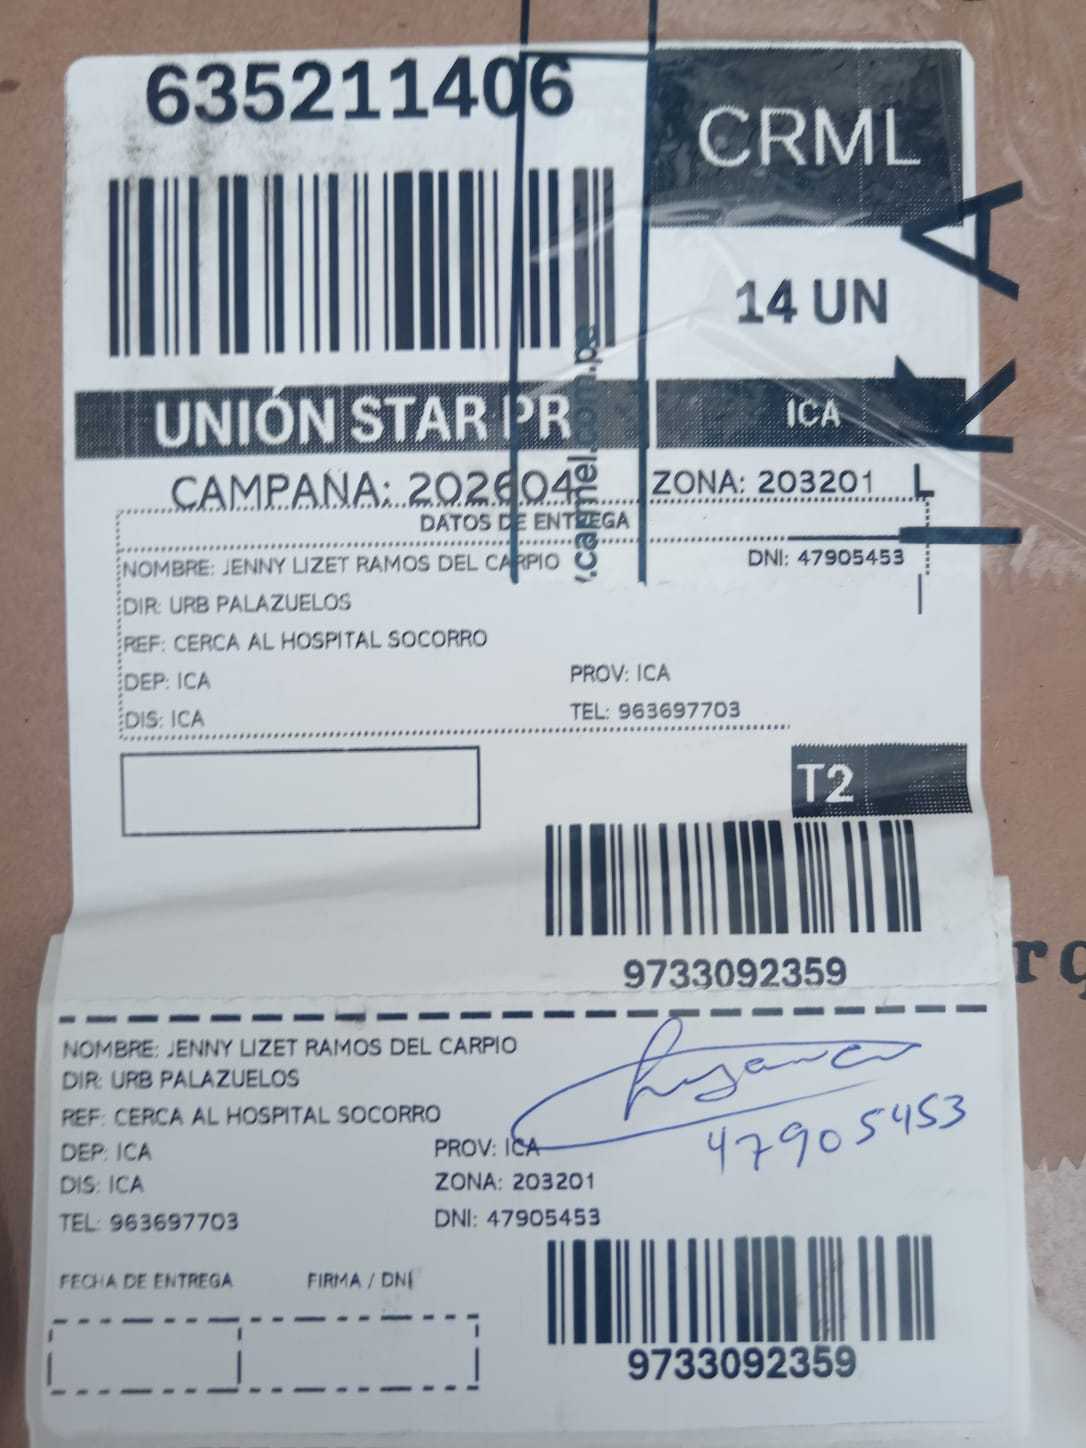 635211406
CRML
14 UN
UNIÓN STAR PR
ICA
CAMPAÑA: 202604
ZONA: 203201 L
DATOS DE ENTREGA
NOMBRE: JENNY LIZET RAMOS DEL CARPIO
DNI: 47905453
DIR: URB PALAZUELOS
REF: CERCA AL HOSPITAL SOCORRO
DEP: ICA
PROV: ICA
DIS: ICA
TEL: 963697703
.carmel.com.pe
T2
9733092359
NOMBRE: JENNY LIZET RAMOS DEL CARPIO
DIR: URB PALAZUELOS
REF: CERCA AL HOSPITAL SOCORRO
DEP: ICA
PROV: ICA
DIS: ICA
ZONA: 203201
TEL: 963697703
DNI: 47905453
47905453
FECHA DE ENTREGA
FIRMA / DNI
9733092359